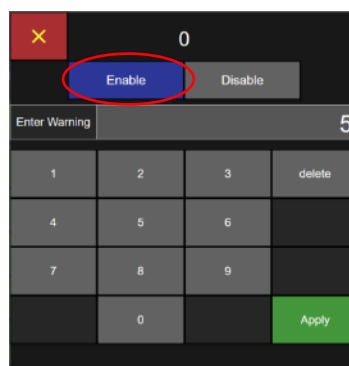 × 0
Enable Disable
Enter Warning 5
1 2 3 delete
4 5 6
7 8 9
0 Apply